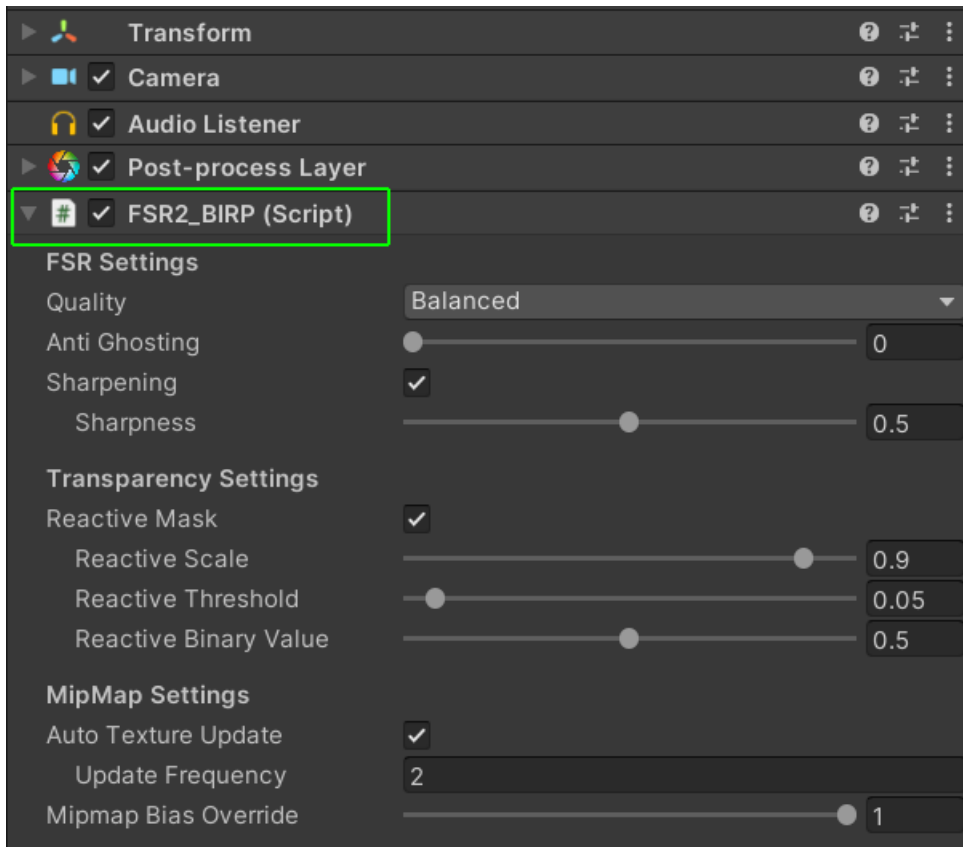 Transform
Camera
Audio Listener
Post-process Layer
# FSR2_BIRP (Script)
FSR Settings
Quality Balanced
Anti Ghosting 0
Sharpening
Sharpness 0.5
Transparency Settings
Reactive Mask
Reactive Scale 0.9
Reactive Threshold 0.05
Reactive Binary Value 0.5
MipMap Settings
Auto Texture Update
Update Frequency 2
Mipmap Bias Override 1